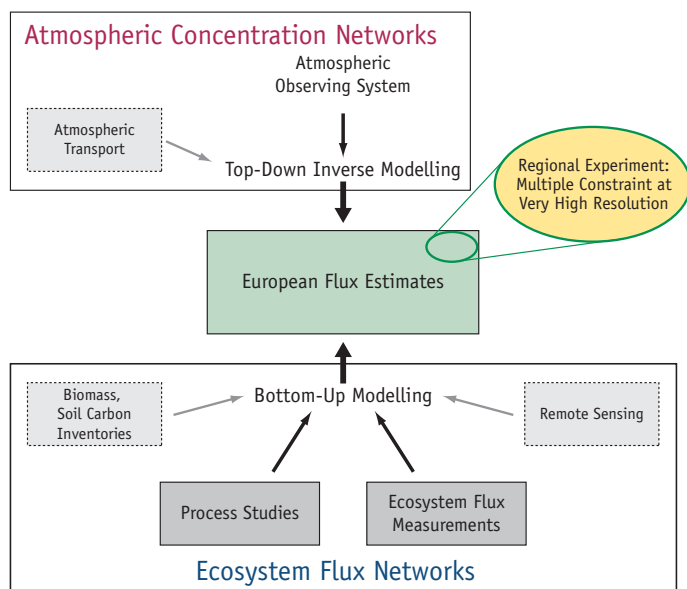 Atmospheric Concentration Networks
Atmospheric
Observing System
Atmospheric
Transport
Top-Down Inverse Modelling
Regional Experiment:
Multiple Constraint at
Very High Resolution
European Flux Estimates
Biomass,
Soil Carbon
Inventories
Bottom-Up Modelling
Remote Sensing
Process Studies
Ecosystem Flux
Measurements
Ecosystem Flux Networks